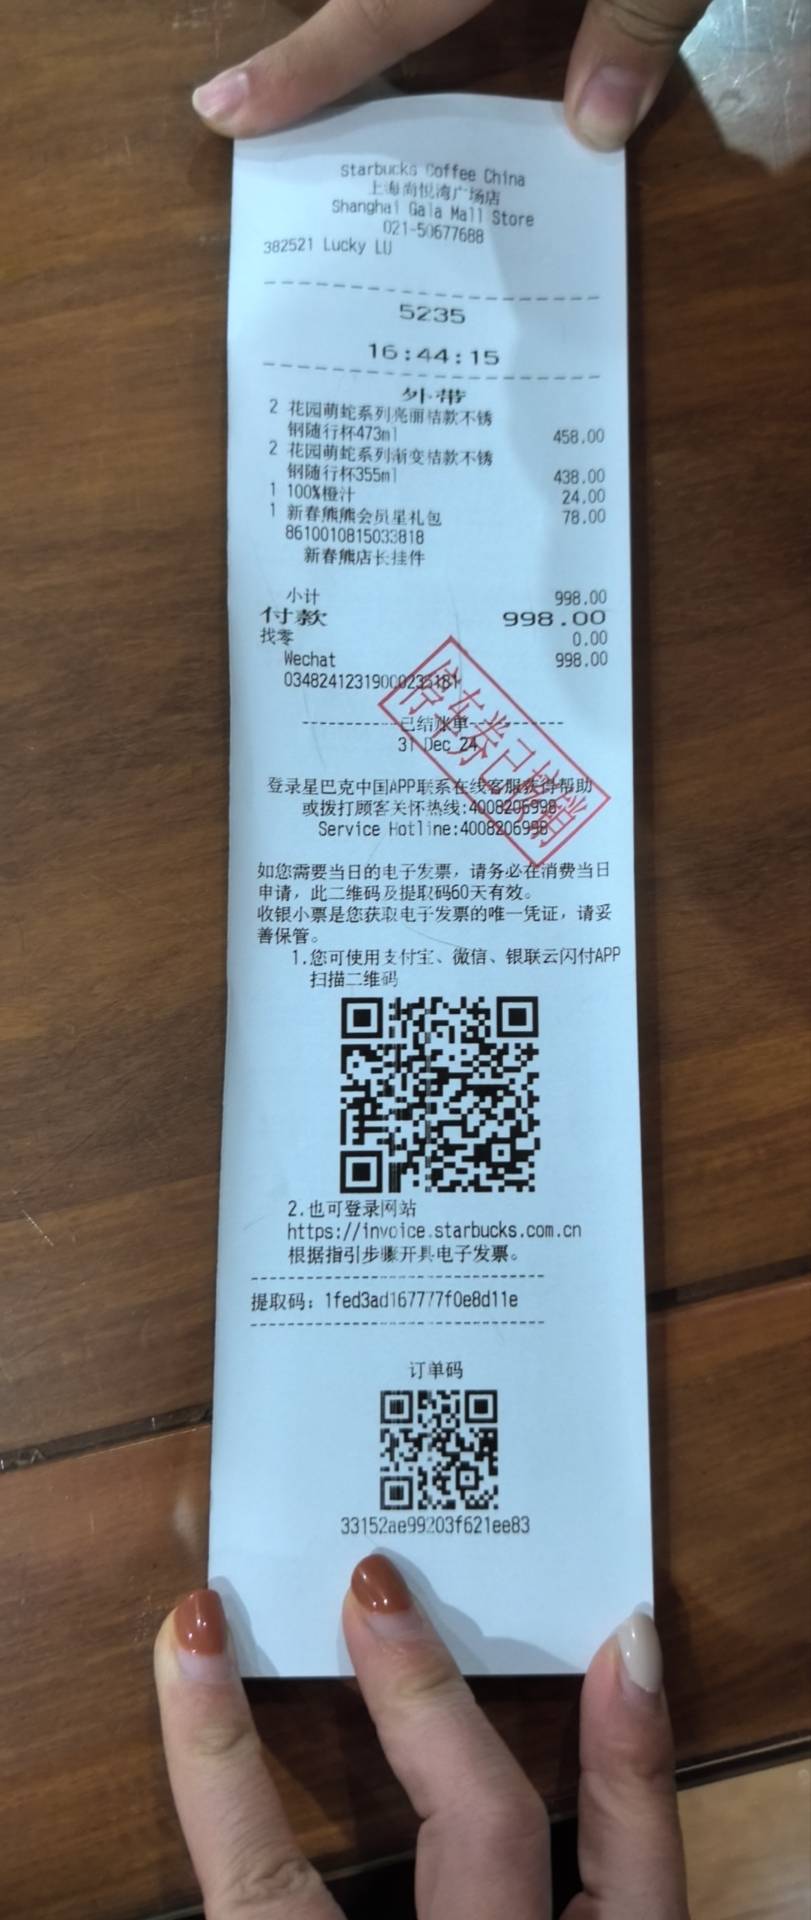 Starbucks Coffee China
上海尚悦湾广场店
Shanghai Gala Mall Store
021-50677688
382521 Lucky LU
5235
16:44:15
外带
2 花园萌蛇系列亮丽桔款不锈
钢随行杯473ml 458.00
2 花园萌蛇系列渐变桔款不锈
钢随行杯355ml 438.00
1 100%橙汁 24.00
1 新春熊熊会员星礼包 78.00
8610010815033818
新春熊店长挂件
小计 998.00
付款 998.00
找零 0.00
Wechat 998.00
03482412319000235181
停车券已核销
已结账单
31 Dec 24
登录星巴克中国APP联系在线客服获得帮助
或拨打顾客关怀热线:4008206998
Service Hotline:4008206998
如您需要当日的电子发票，请务必在消费当日
申请，此二维码及提取码60天有效。
收银小票是您获取电子发票的唯一凭证，请妥
善保管。
1.您可使用支付宝、微信、银联云闪付APP
扫描二维码
2.也可登录网站
https://invoice.starbucks.com.cn
根据指引步骤开具电子发票。
提取码：1fed3ad167777f0e8d11e
订单码
33152ae99203f621ee83